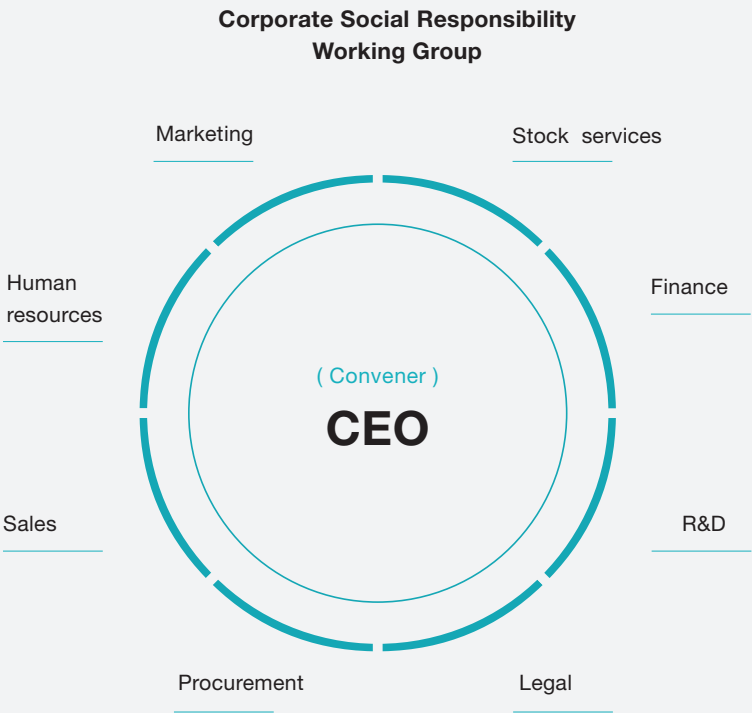 Corporate Social Responsibility
Working Group
Marketing
Stock services
Human
resources
Finance
( Convener )
CEO
Sales
R&D
Procurement
Legal